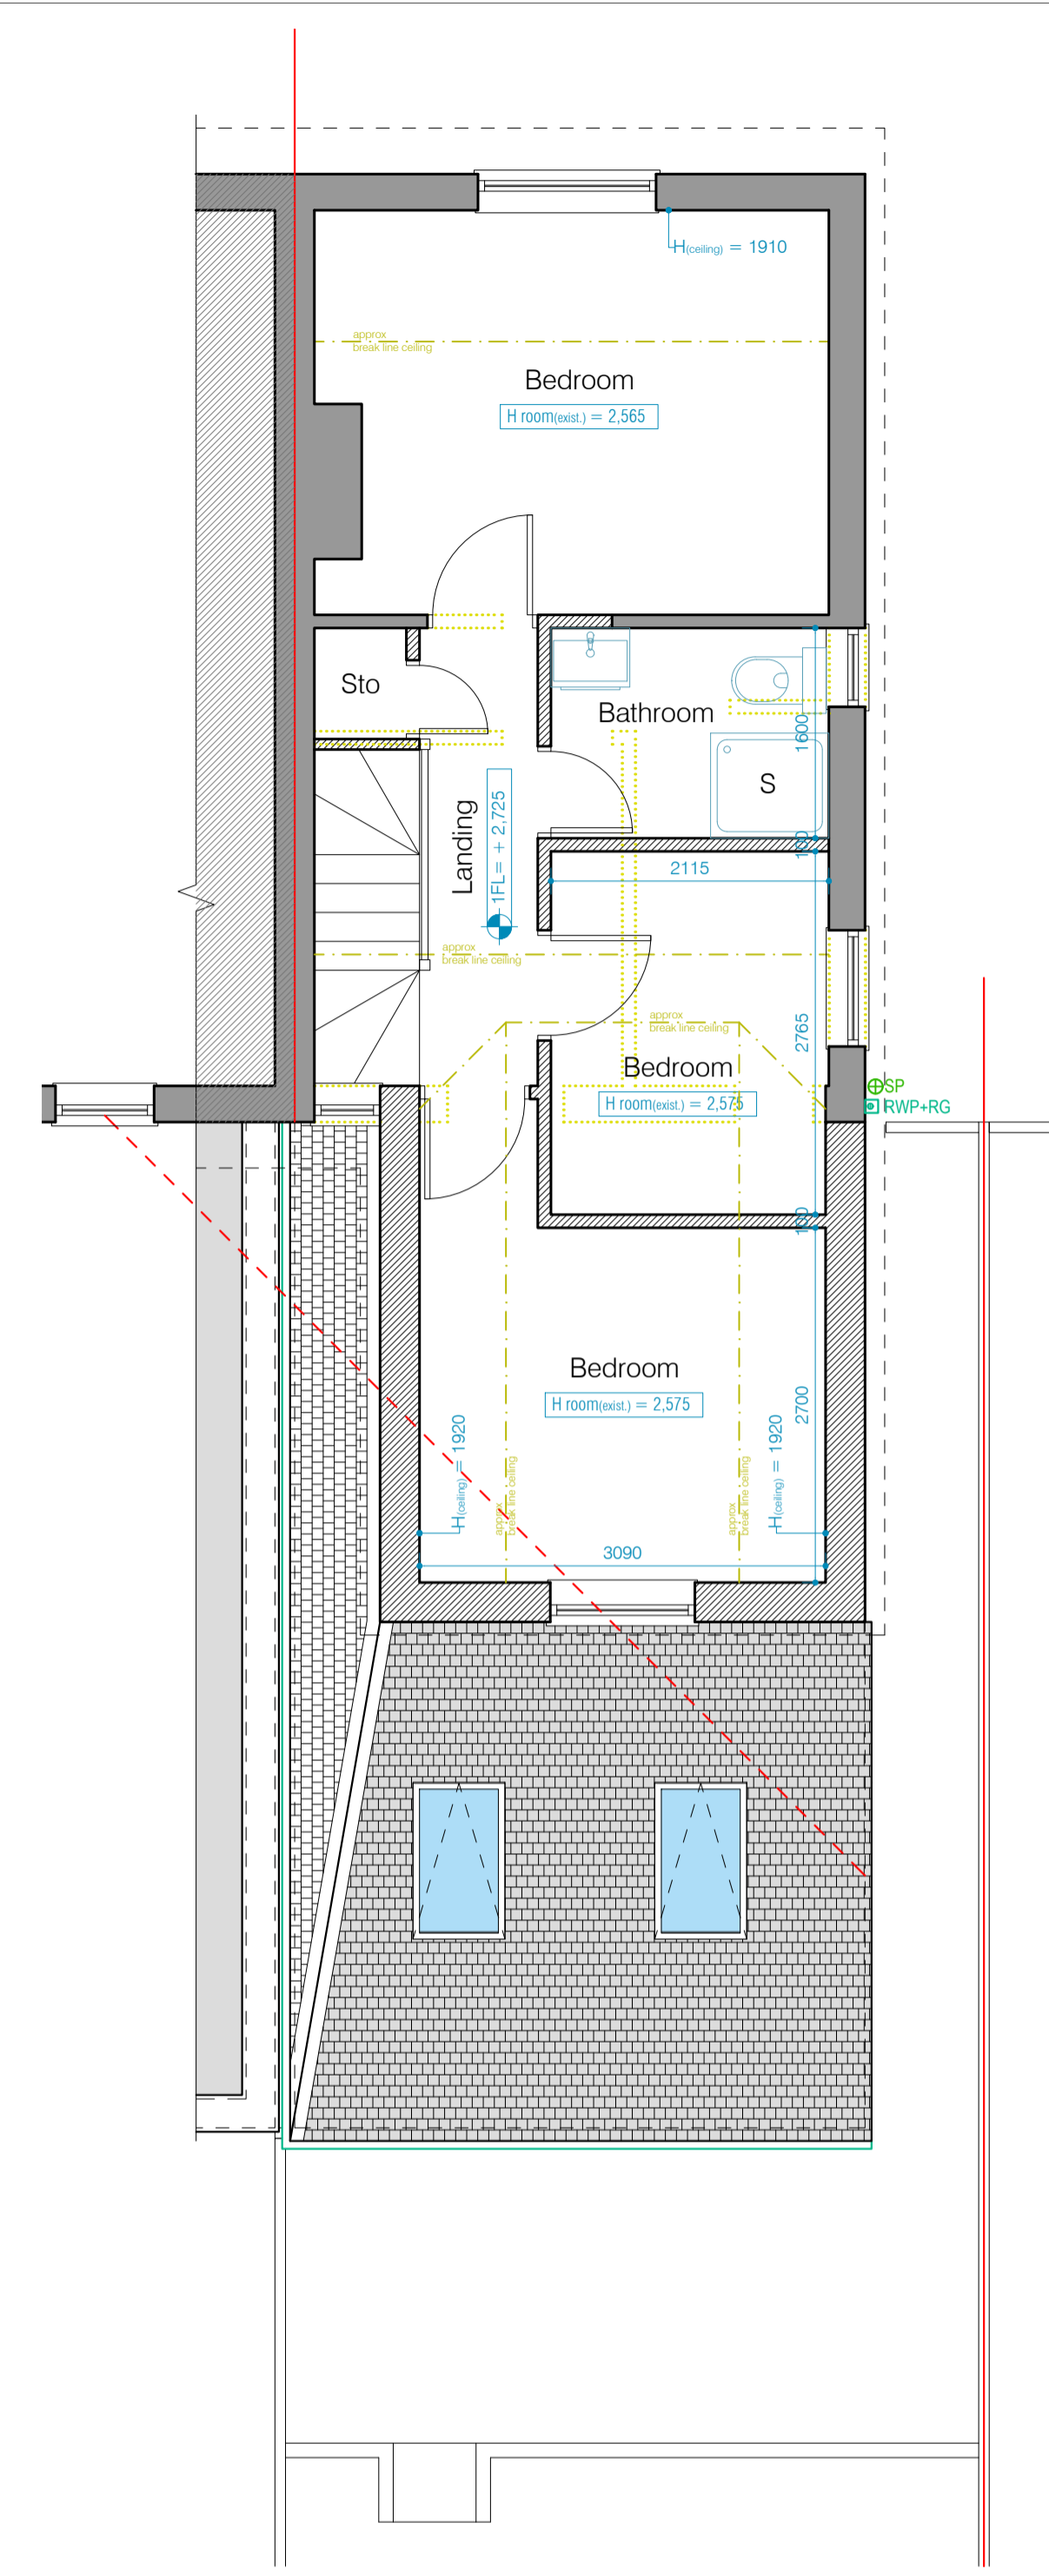 H(ceiling) = 1910
approx
break line ceiling
Bedroom
H room(exist.) = 2,565
Sto
Bathroom
1600
S
Landing
1FL= + 2,725
100
2115
approx
break line ceiling
approx
break line ceiling
2765
Bedroom
H room(exist.) = 2,575
SP
RWP+RG
100
Bedroom
H room(exist.) = 2,575
2700
H(ceiling) = 1920
H(ceiling) = 1920
approx
break line ceiling
approx
break line ceiling
3090